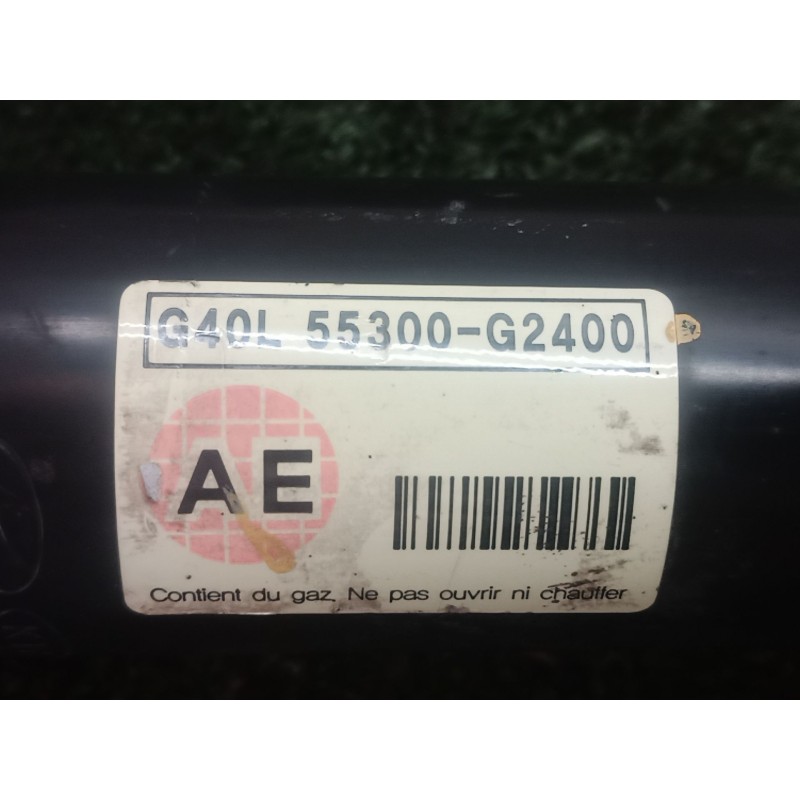 G40L 55300-G2400
AE
Contient du gaz. Ne pas ouvrir ni chauffer